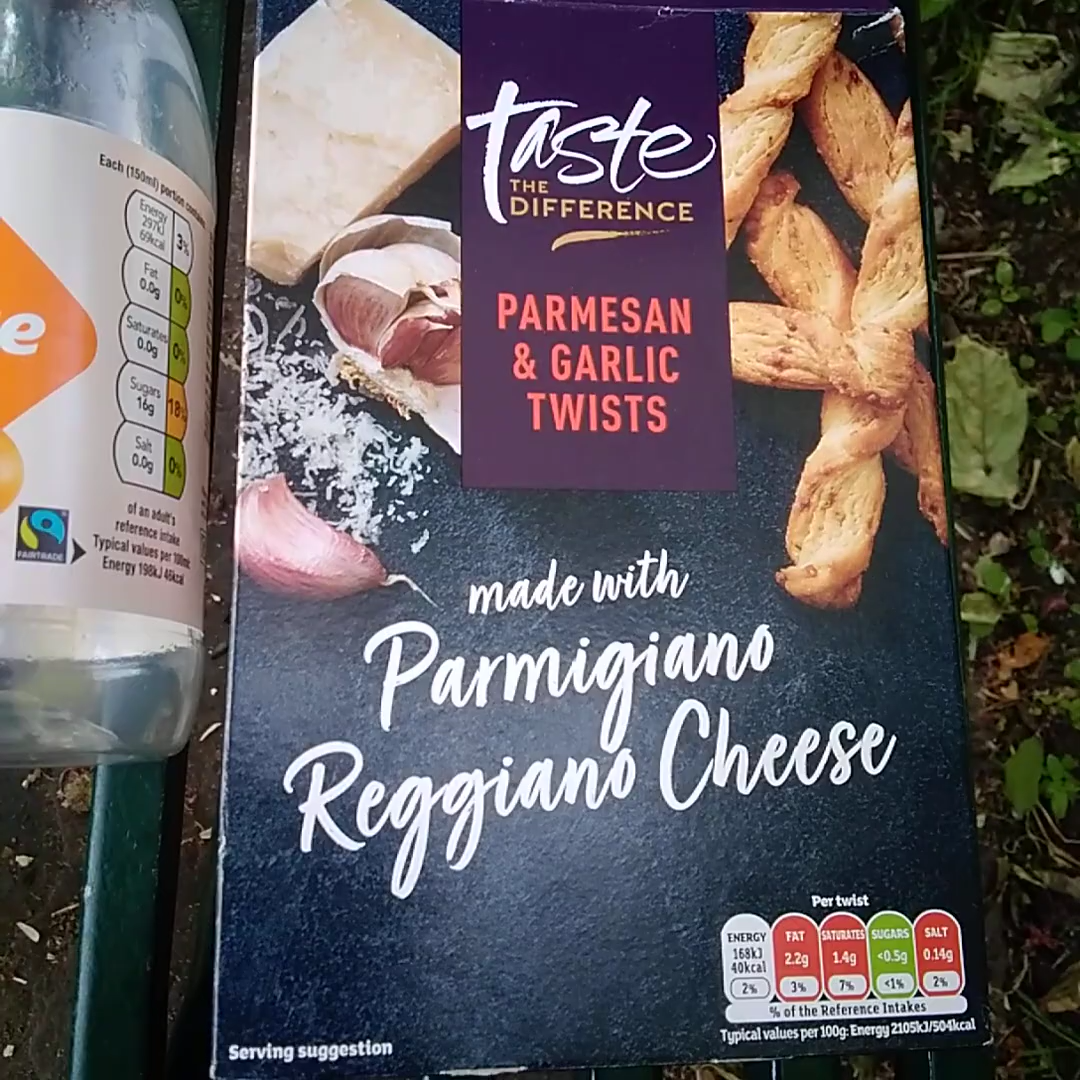 Each (150ml) portion
Energy
297kJ
69kcal
3%
Fat
0.0g
0%
Saturates
0.0g
0%
Sugars
16g
18%
Salt
0.0g
0%
of an adult's
reference intake
Typical values per
Energy 198kJ 46kcal
FAIRTRADE
taste
THE
DIFFERENCE
PARMESAN
& GARLIC
TWISTS
made with
Parmigiano
Reggiano Cheese
Per twist
ENERGY
168kJ
40kcal
2%
FAT
2.2g
3%
SATURATES
1.4g
7%
SUGARS
<0.5g
<1%
SALT
0.14g
2%
% of the Reference Intakes
Typical values per 100g: Energy 2105kJ/504kcal
Serving suggestion